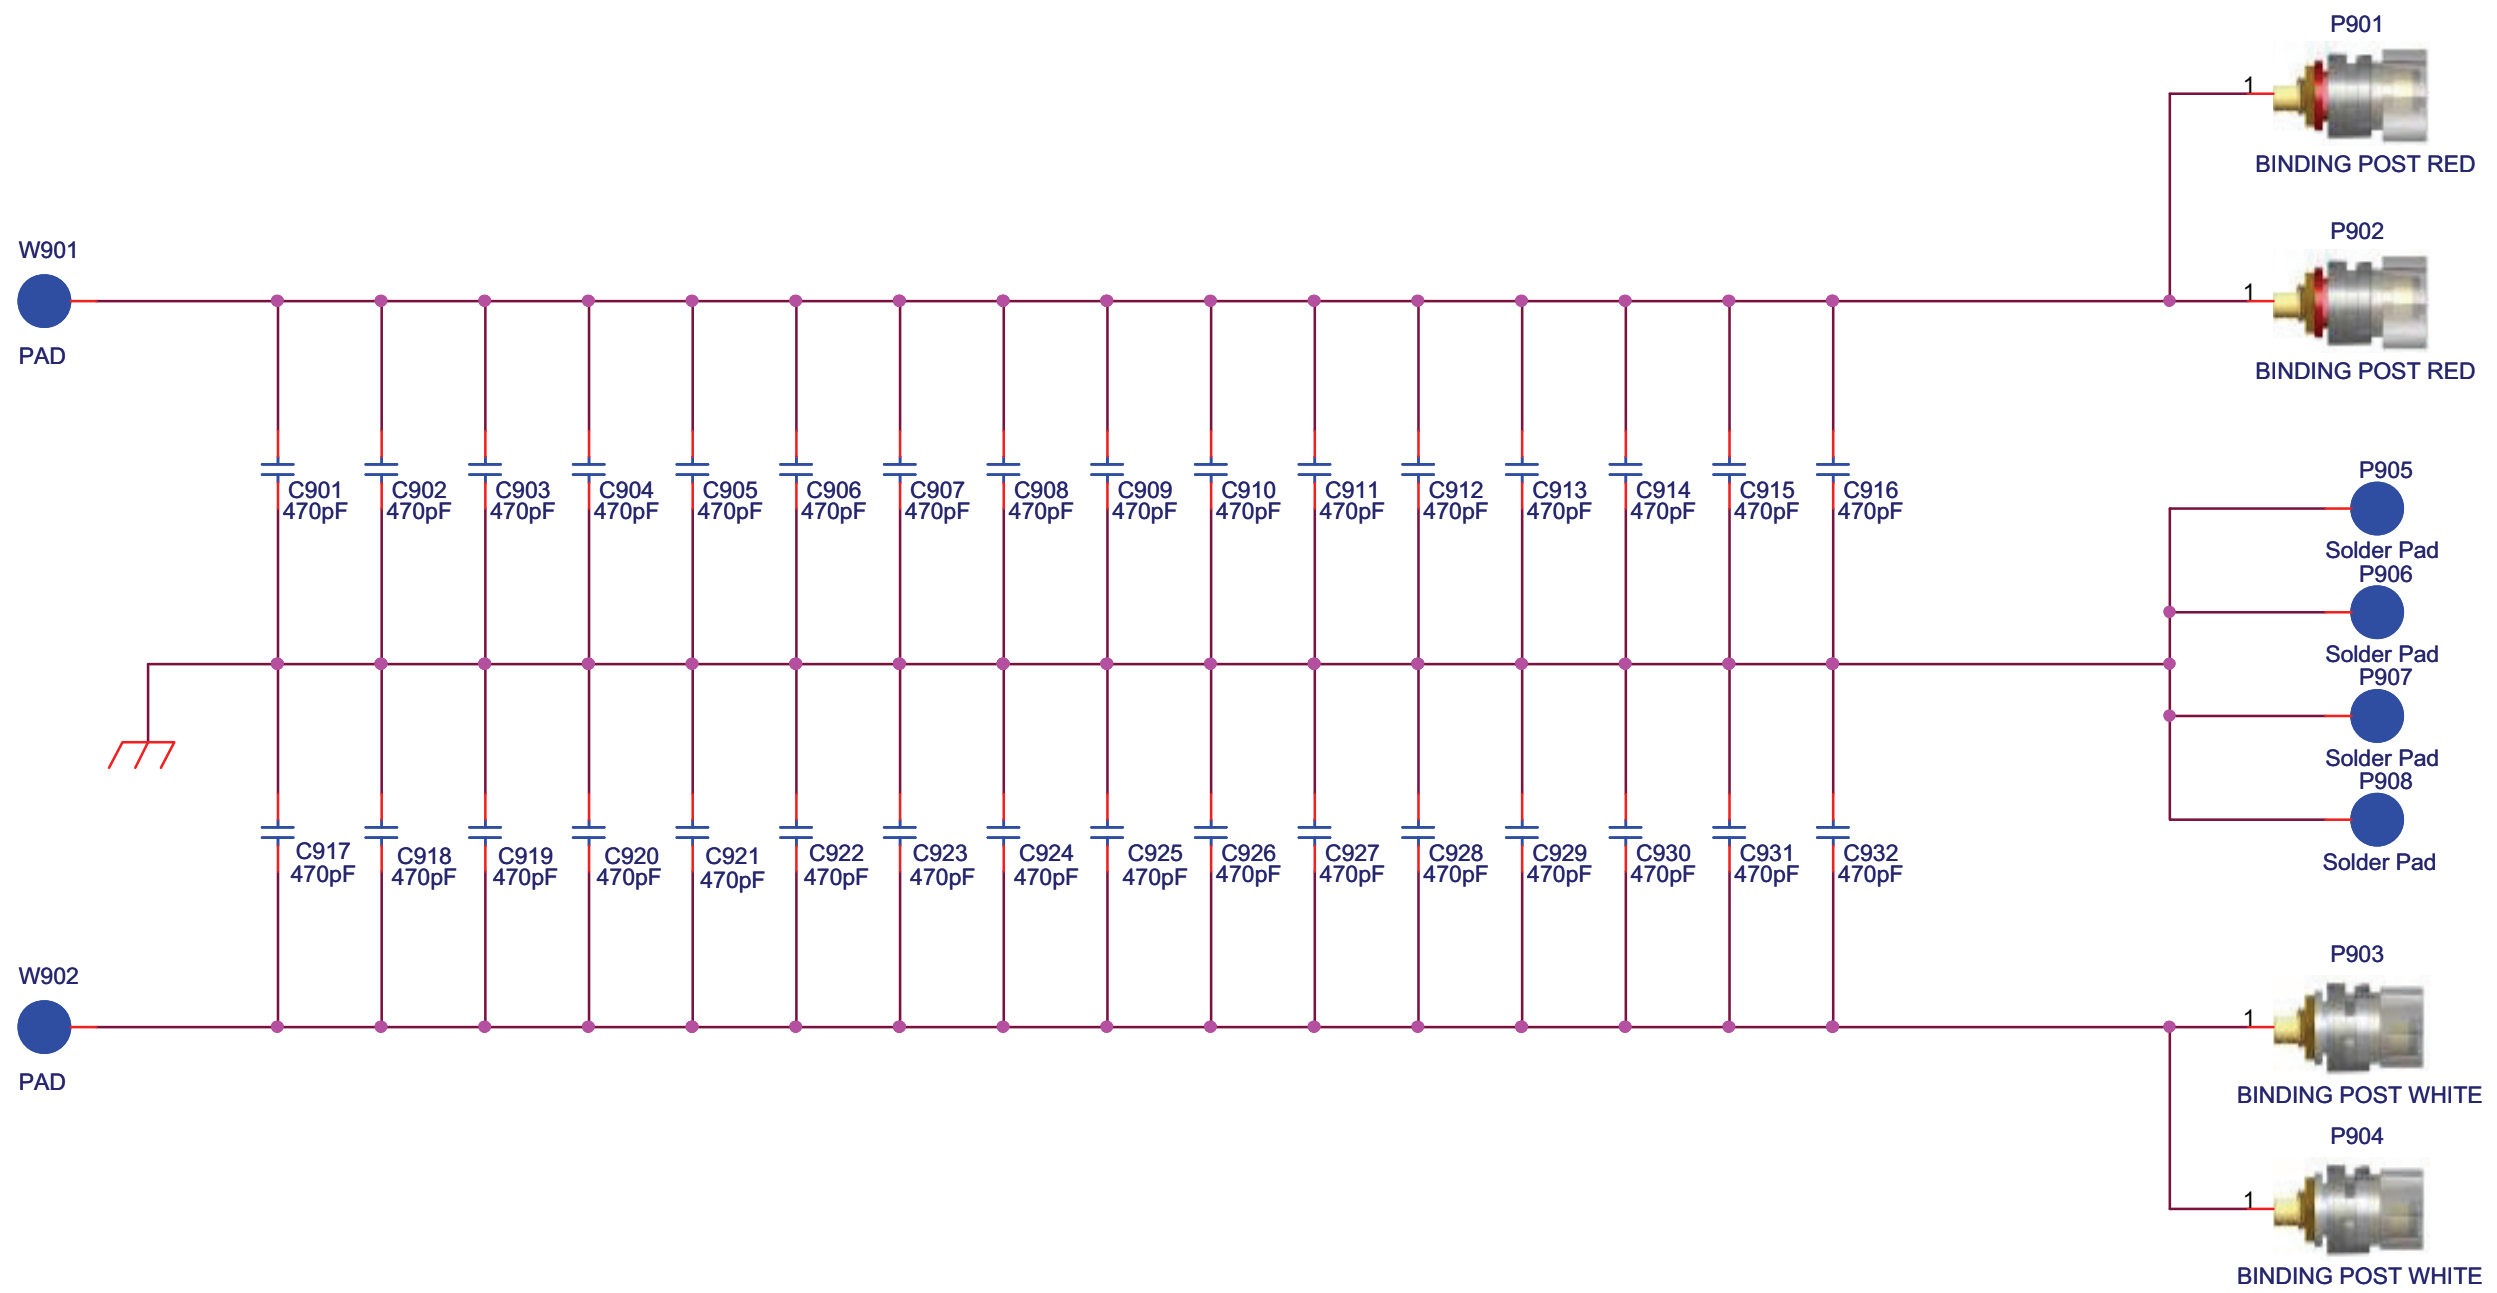 P901
1
BINDING POST RED
P902
W901
1
PAD
BINDING POST RED
P905
C901 C902 C903 C904 C905 C906 C907 C908 C909 C910 C911 C912 C913 C914 C915 C916
470pF 470pF 470pF 470pF 470pF 470pF 470pF 470pF 470pF 470pF 470pF 470pF 470pF 470pF 470pF 470pF
Solder Pad
P906
Solder Pad
P907
Solder Pad
P908
C917 C918 C919 C920 C921 C922 C923 C924 C925 C926 C927 C928 C929 C930 C931 C932
470pF 470pF 470pF 470pF 470pF 470pF 470pF 470pF 470pF 470pF 470pF 470pF 470pF 470pF 470pF 470pF
Solder Pad
P903
W902
1
PAD
BINDING POST WHITE
P904
1
BINDING POST WHITE